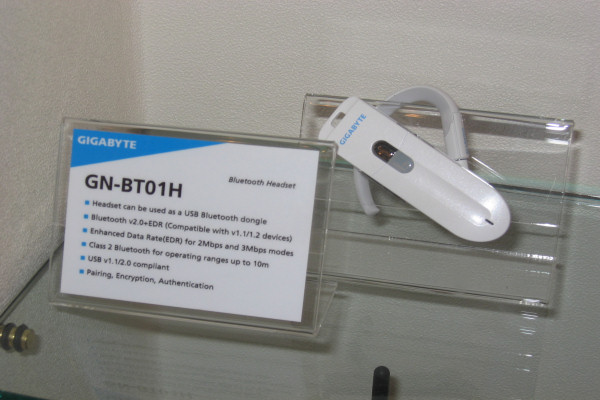 GIGABYTE
GN-BT01H
Bluetooth Headset
Headset can be used as a USB Bluetooth dongle
Bluetooth v2.0+EDR (Compatible with v1.1/1.2 devices)
Enhanced Data Rate(EDR) for 2Mbps and 3Mbps modes
Class 2 Bluetooth for operating ranges up to 10m
USB v1.1/2.0 compliant
Pairing, Encryption, Authentication
GIGABYTE